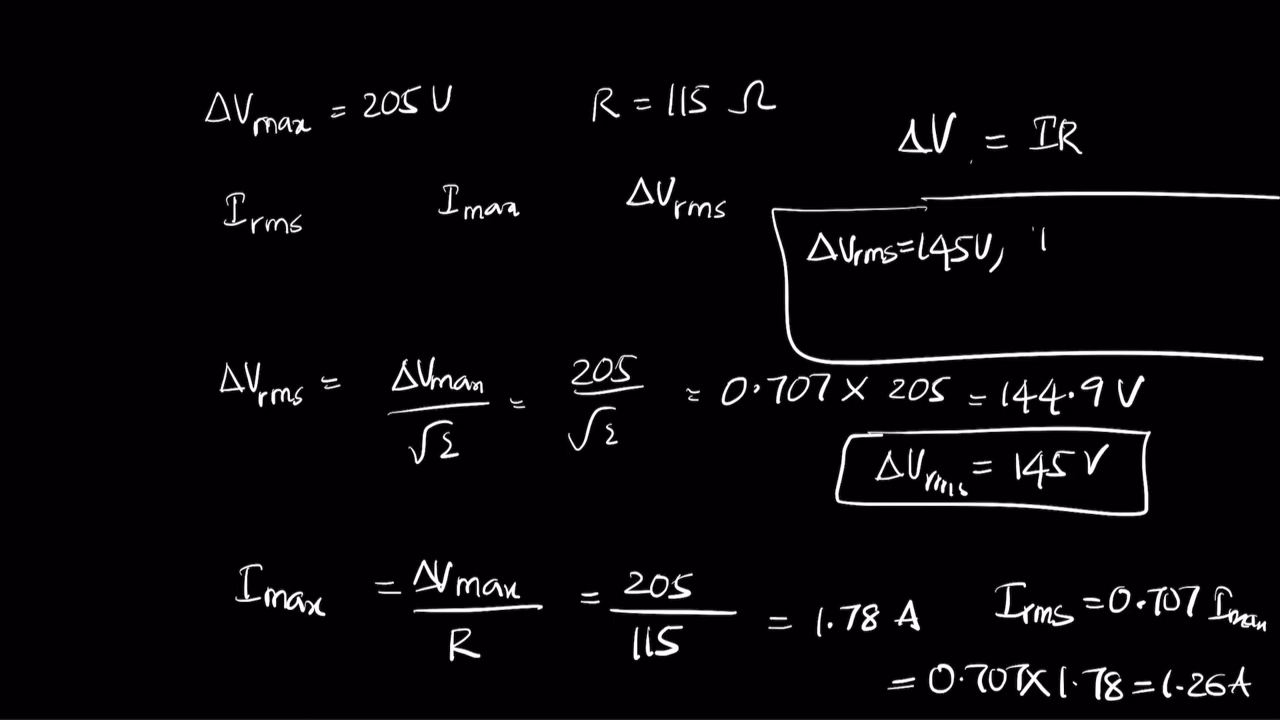 ΔVmax = 205 V R = 115 Ω
ΔV = IR
Irms Imax ΔVrms
ΔVrms=145V, I
ΔVrms = ΔVmax/√2 = 205/√2 = 0.707 × 205 = 144.9 V
ΔVrms = 145 V
Imax = ΔVmax/R = 205/115 = 1.78 A
Irms = 0.707 Imax
= 0.707×1.78 = 1.26A